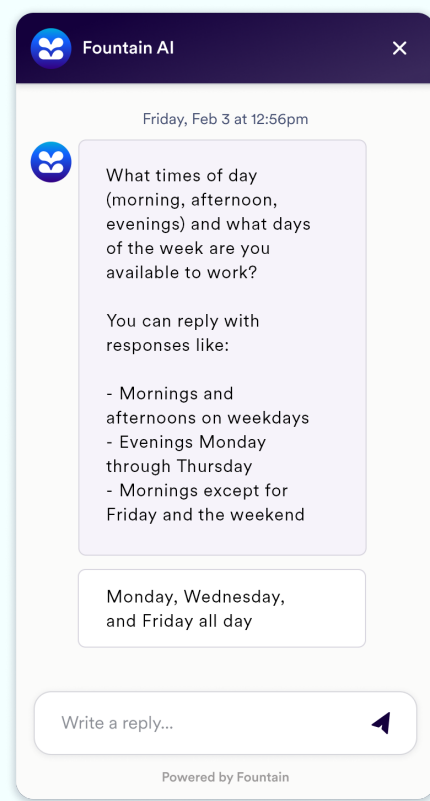 Fountain AI
Friday, Feb 3 at 12:56pm
What times of day
(morning, afternoon,
evenings) and what days
of the week are you
available to work?
You can reply with
responses like:
- Mornings and
afternoons on weekdays
- Evenings Monday
through Thursday
- Mornings except for
Friday and the weekend
Monday, Wednesday,
and Friday all day
Write a reply...
Powered by Fountain